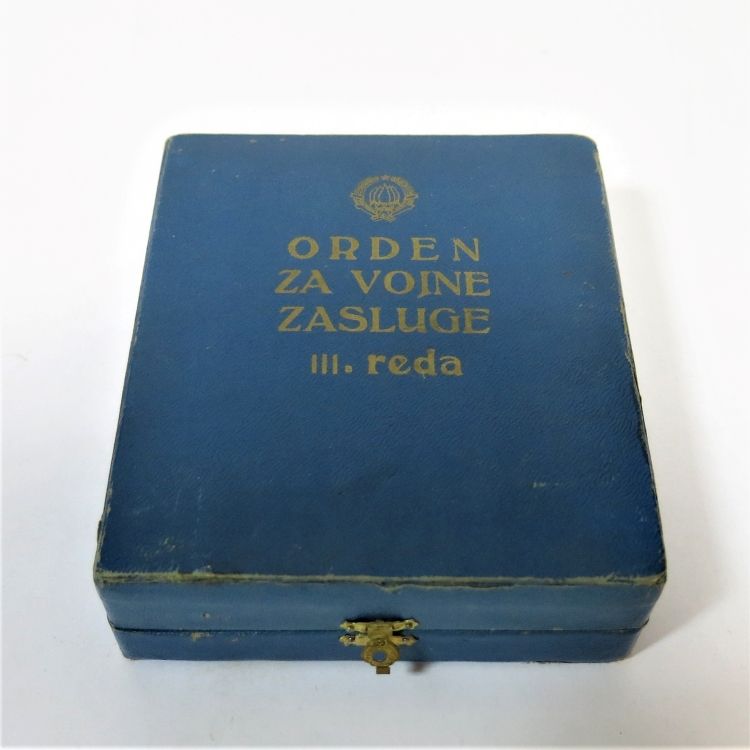 ORDEN
ZA VOJNE
ZASLUGE
III. reda